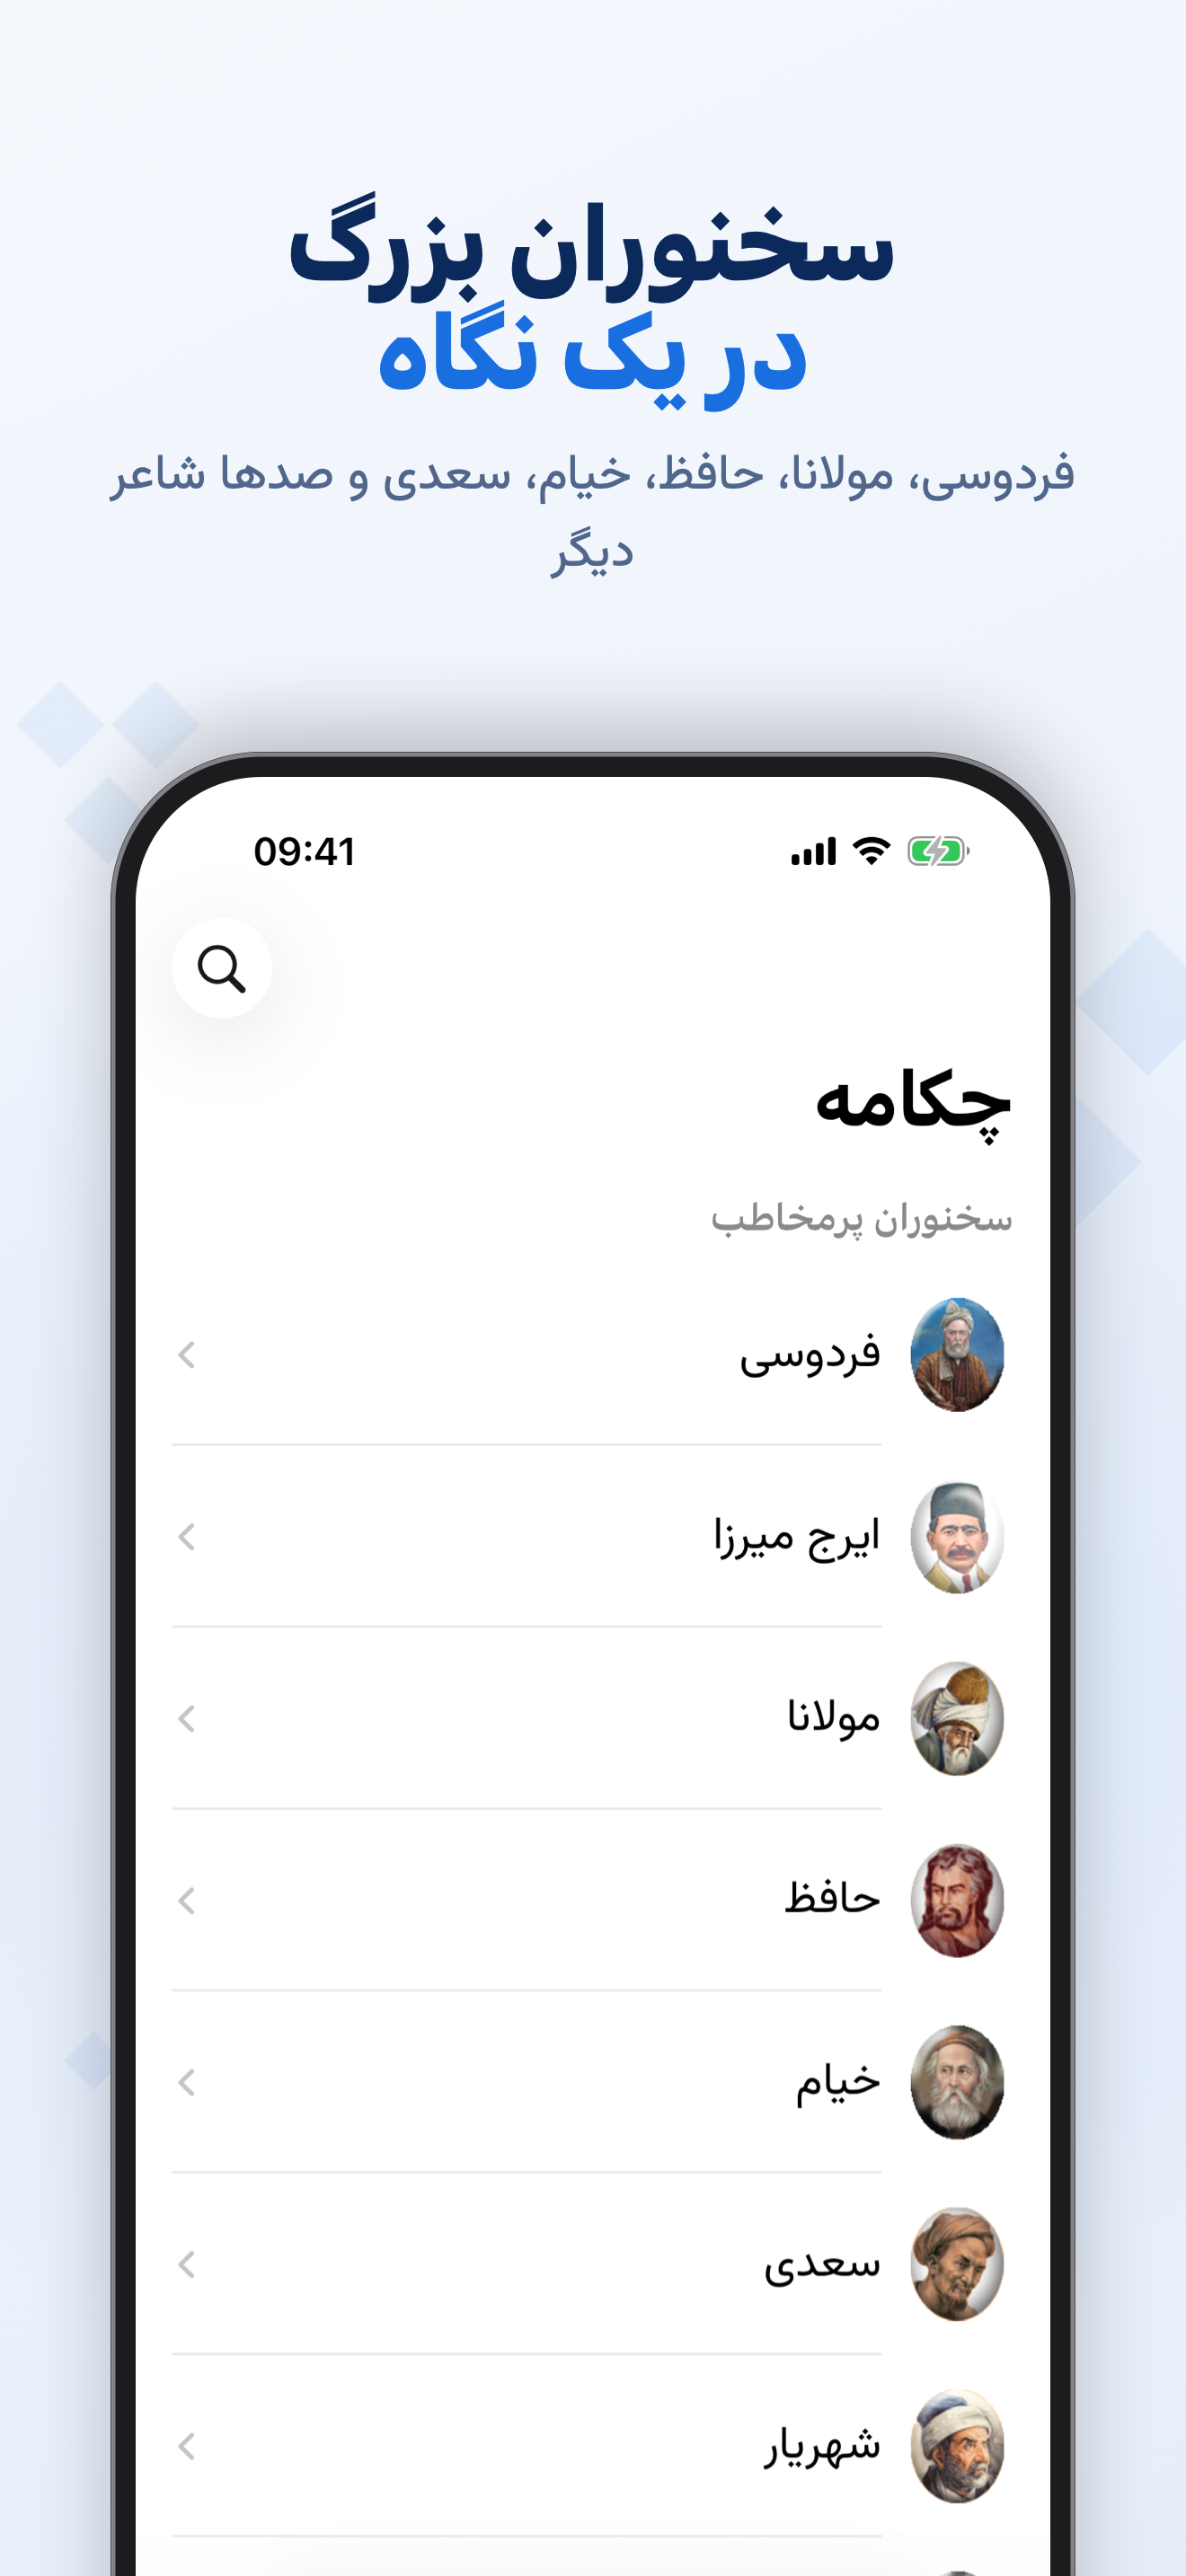 سخنوران بزرگ
در یک نگاه
فردوسی، مولانا، حافظ، خیام، سعدی و صدها شاعر
دیگر
09:41
چکامه
سخنوران پرمخاطب
فردوسی
ایرج میرزا
مولانا
حافظ
خیام
سعدی
شهریار